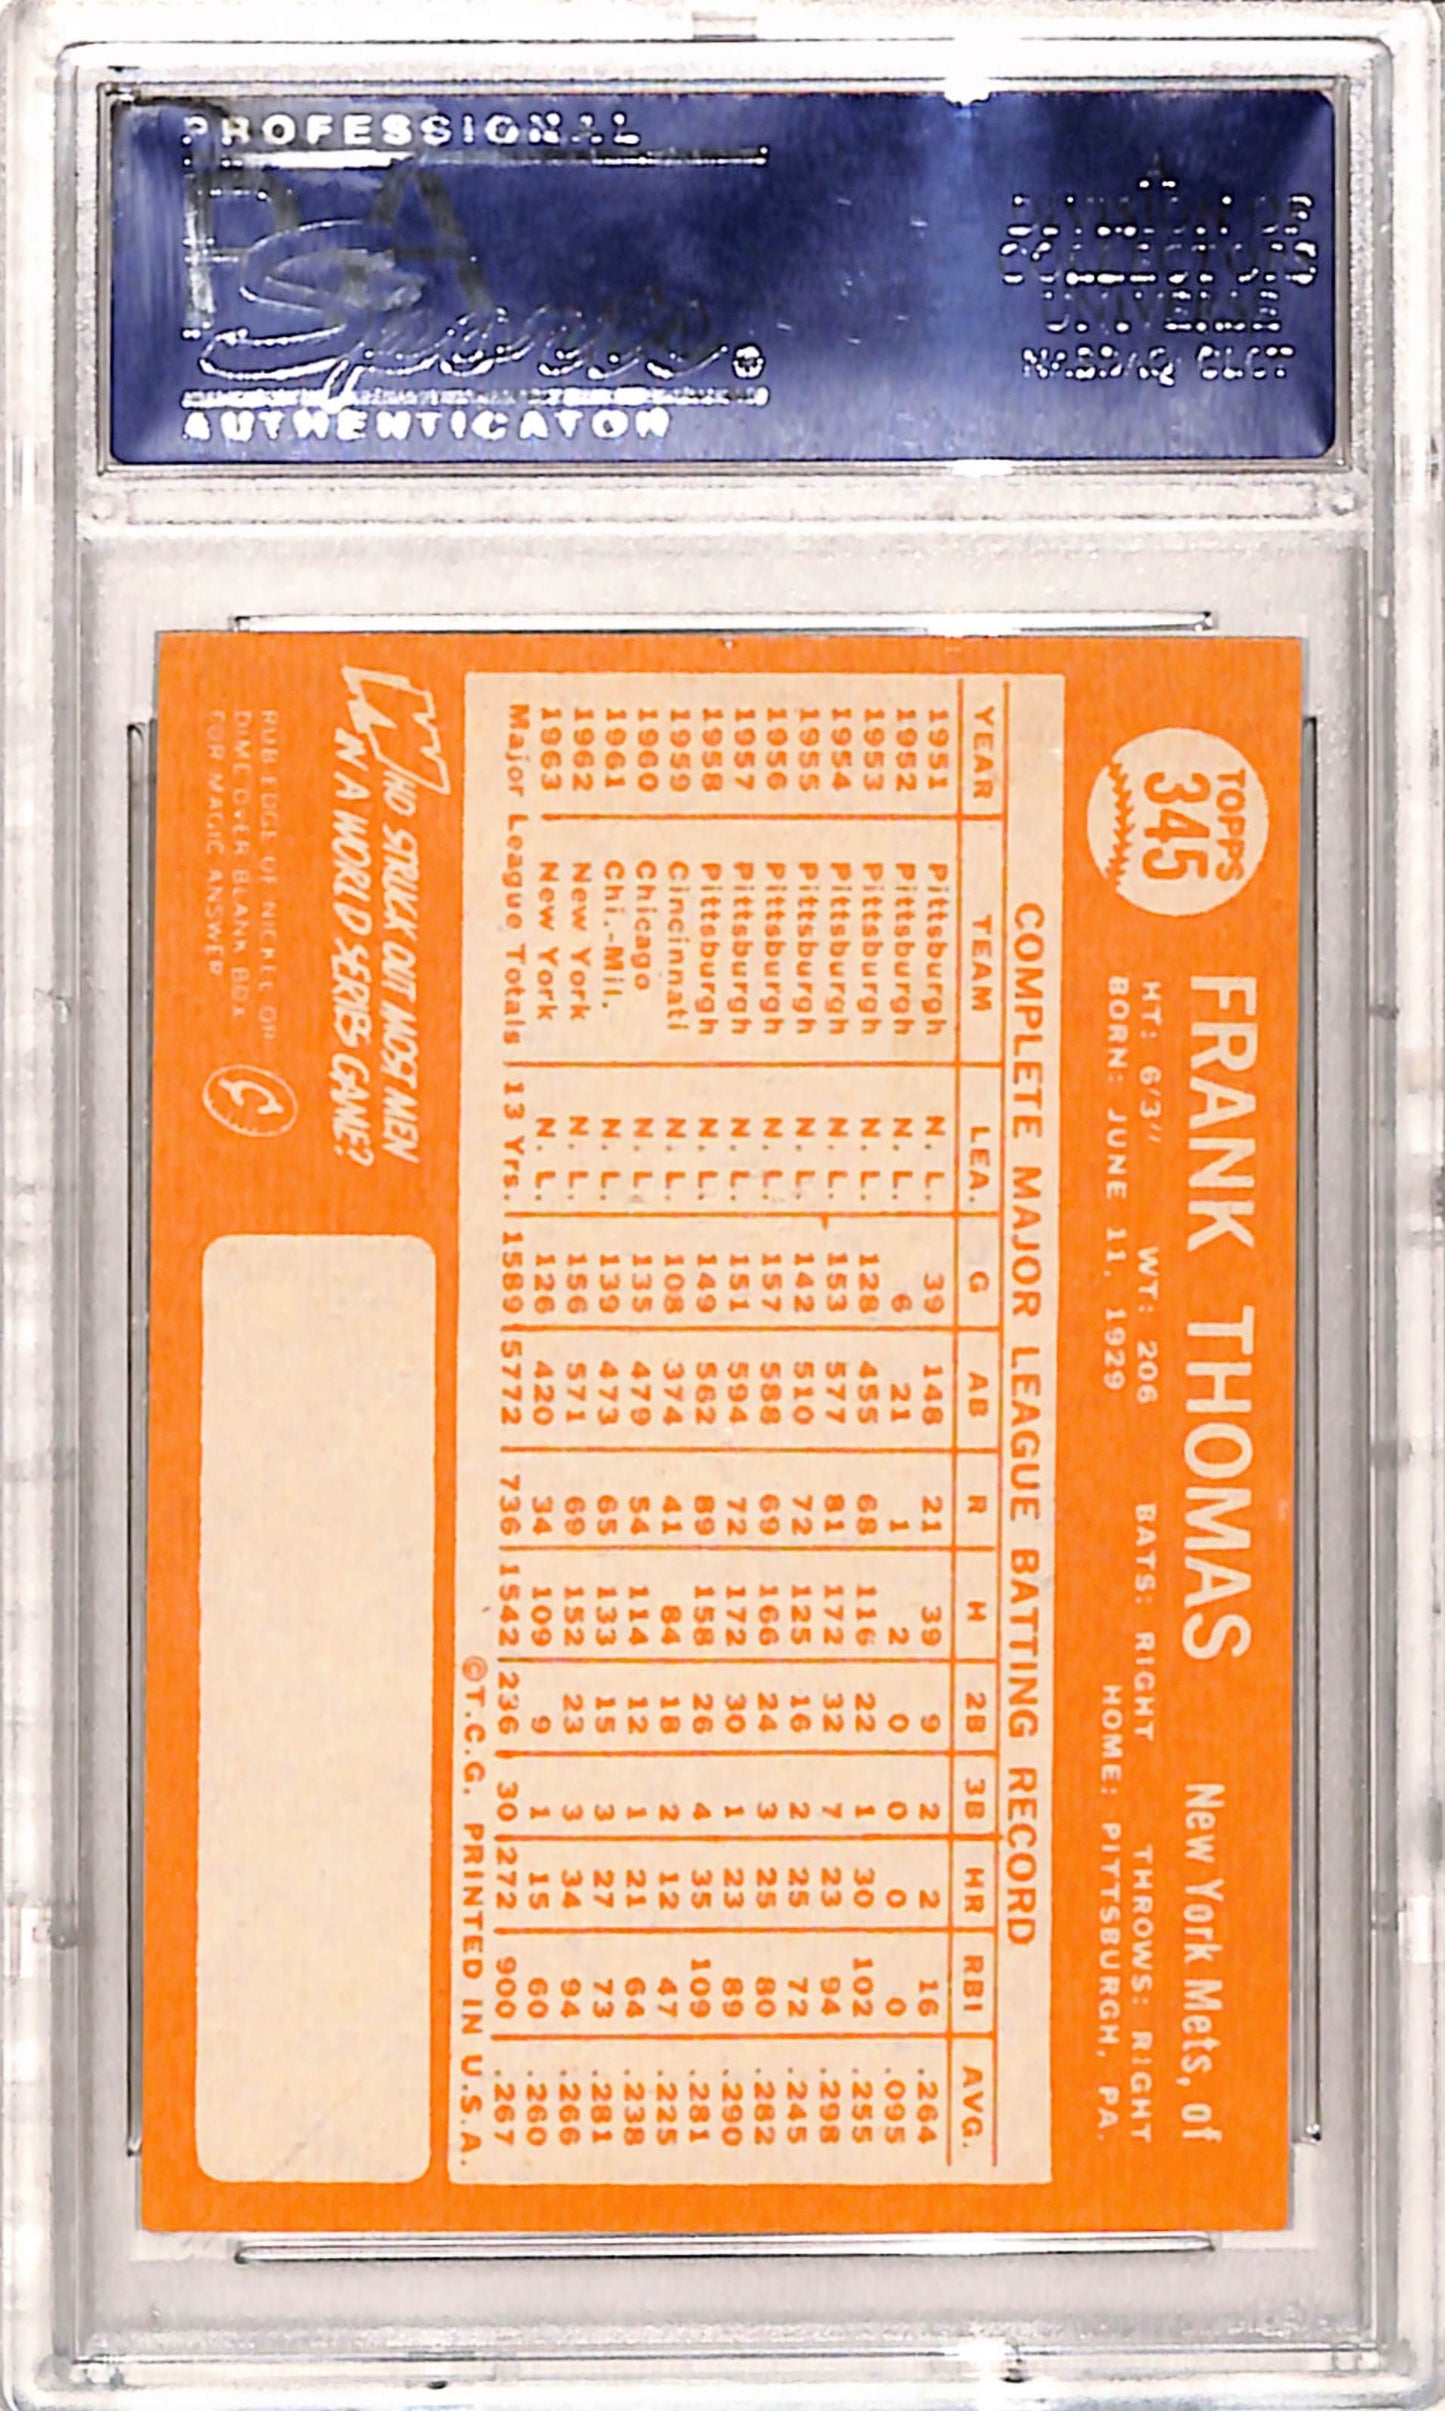 PROFESSIONAL
PSA
Sports
AUTHENTICATOR
A DIVISION OF
COLLECTORS
UNIVERSE
NASDAQ: CLCT
TOPPS
345
FRANK THOMAS New York Mets, of
HT: 6'3" WT: 206 BATS: RIGHT THROWS: RIGHT
BORN: JUNE 11, 1929 HOME: PITTSBURGH, PA.
COMPLETE MAJOR LEAGUE BATTING RECORD
YEAR TEAM LEA. G AB R H 2B 3B HR RBI AVG.
1951 Pittsburgh N. L. 39 148 21 39 9 2 2 16 .264
1952 Pittsburgh N. L. 6 21 1 2 0 0 0 0 .095
1953 Pittsburgh N. L. 128 455 68 116 22 1 30 102 .255
1954 Pittsburgh N. L. 153 577 81 172 32 7 23 94 .298
1955 Pittsburgh N. L. 142 510 72 125 16 2 25 72 .245
1956 Pittsburgh N. L. 157 588 69 166 24 3 25 80 .282
1957 Pittsburgh N. L. 151 594 72 172 30 1 23 89 .290
1958 Pittsburgh N. L. 149 562 89 158 26 4 35 109 .281
1959 Cincinnati N. L. 108 374 41 84 18 2 12 47 .225
1960 Chicago N. L. 135 479 54 114 12 1 21 64 .238
1961 Chi.-Mil. N. L. 139 473 65 133 15 3 27 73 .281
1962 New York N. L. 156 571 69 152 23 3 34 94 .266
1963 New York N. L. 126 420 34 109 9 1 15 60 .260
Major League Totals 13 Yrs. 1589 5772 736 1542 236 30 272 900 .267
©T.C.G. PRINTED IN U.S.A.
WHO STRUCK OUT MOST MEN
IN A WORLD SERIES GAME?
RUB EDGE OF NICKEL OR
DIME OVER BLANK BOX
FOR MAGIC ANSWER